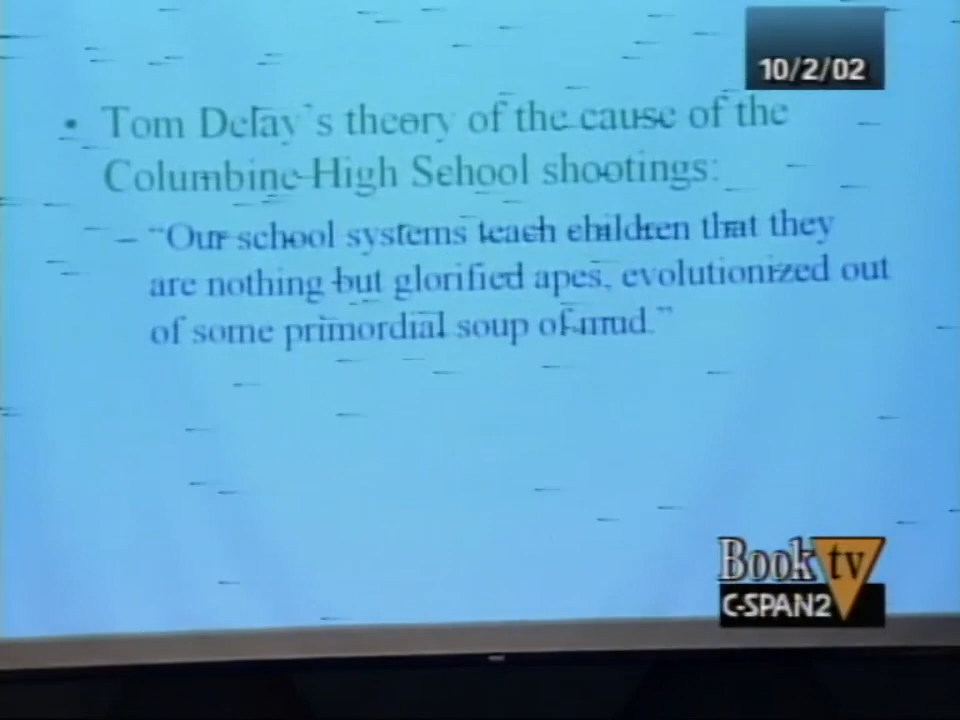 10/2/02
• Tom DeLay's theory of the cause of the
Columbine High School shootings:
– "Our school systems teach children that they
are nothing but glorified apes, evolutionized out
of some primordial soup of mud."
Book tv
C-SPAN2